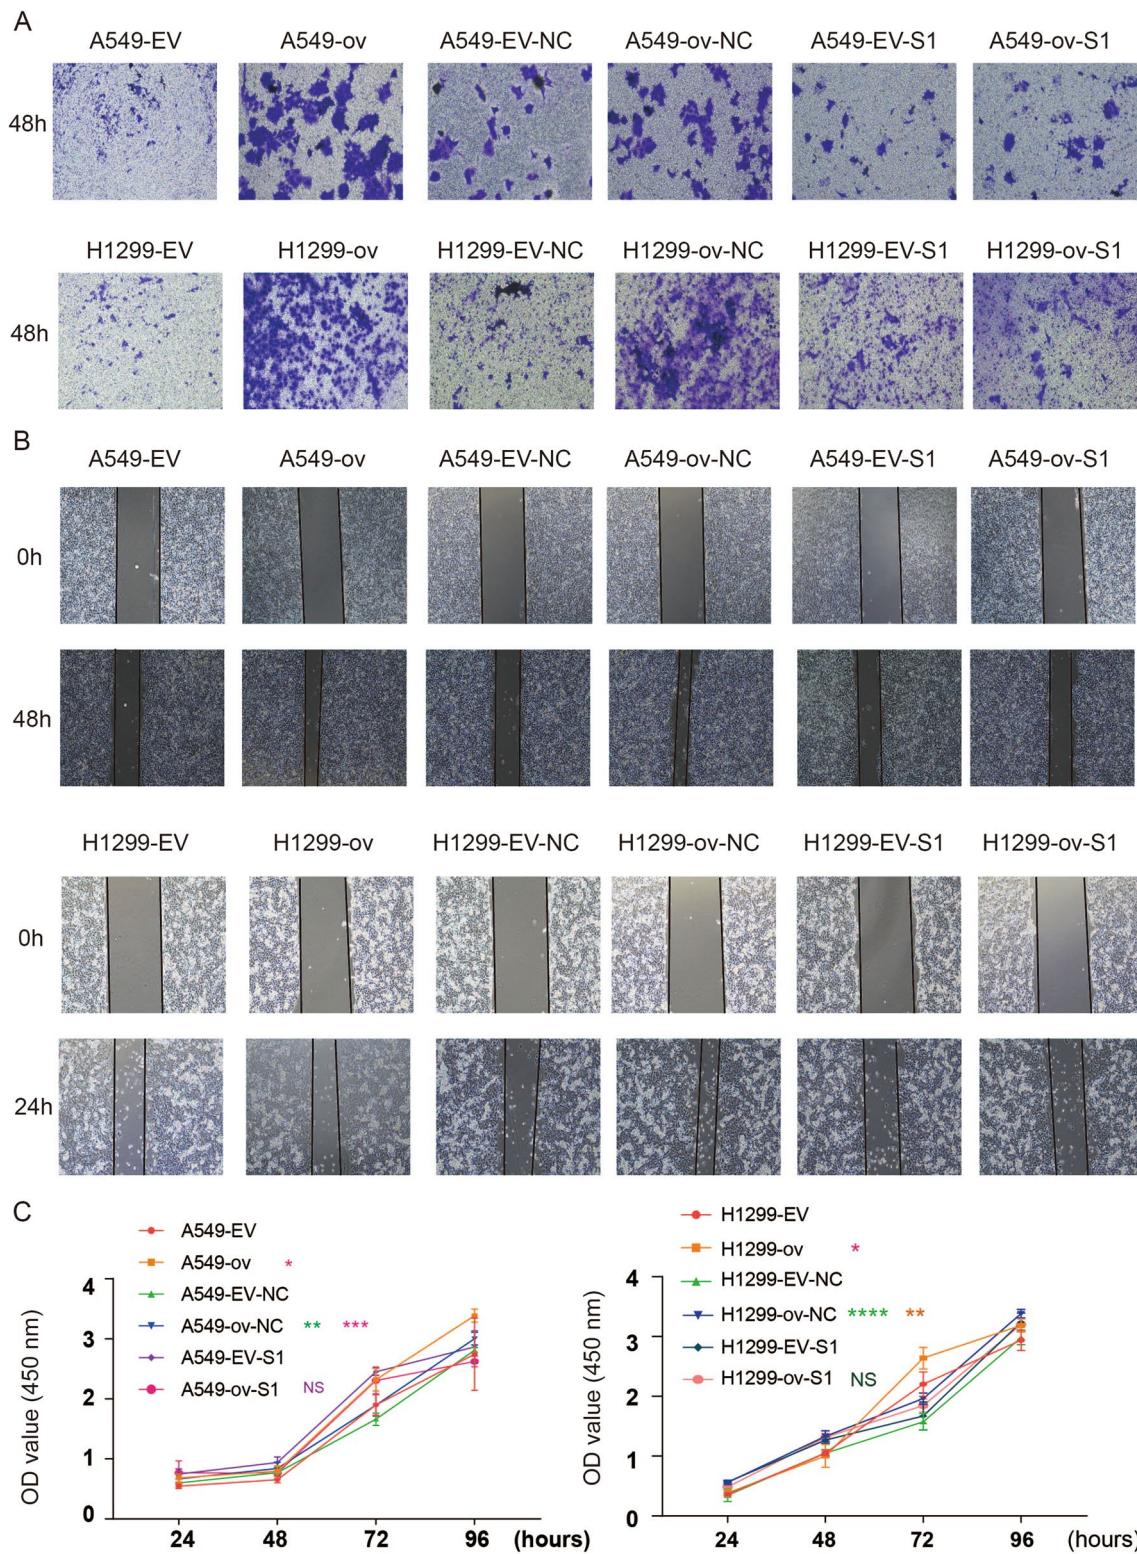 A
A549-EV A549-ov A549-EV-NC A549-ov-NC A549-EV-S1 A549-ov-S1
48h
H1299-EV H1299-ov H1299-EV-NC H1299-ov-NC H1299-EV-S1 H1299-ov-S1
48h
B
A549-EV A549-ov A549-EV-NC A549-ov-NC A549-EV-S1 A549-ov-S1
0h
48h
H1299-EV H1299-ov H1299-EV-NC H1299-ov-NC H1299-EV-S1 H1299-ov-S1
0h
24h
C
A549-EV
A549-ov *
A549-EV-NC
A549-ov-NC ** ***
A549-EV-S1
A549-ov-S1 NS
OD value (450 nm)
4
3
2
1
0
24 48 72 96 (hours)
H1299-EV
H1299-ov *
H1299-EV-NC
H1299-ov-NC **** **
H1299-EV-S1
H1299-ov-S1 NS
OD value (450 nm)
4
3
2
1
0
24 48 72 96 (hours)